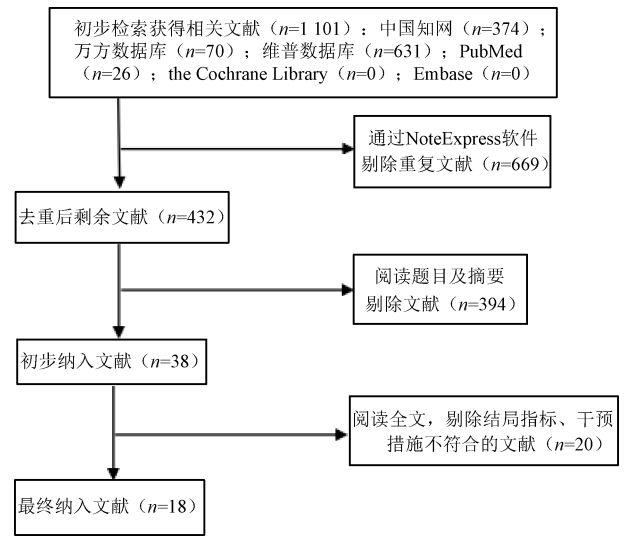 初步检索获得相关文献（n=1 101）：中国知网（n=374）；
万方数据库（n=70）；维普数据库（n=631）；PubMed
（n=26）；the Cochrane Library（n=0）；Embase（n=0）
通过NoteExpress软件
剔除重复文献（n=669）
去重后剩余文献（n=432）
阅读题目及摘要
剔除文献（n=394）
初步纳入文献（n=38）
阅读全文，剔除结局指标、干预
措施不符合的文献（n=20）
最终纳入文献（n=18）